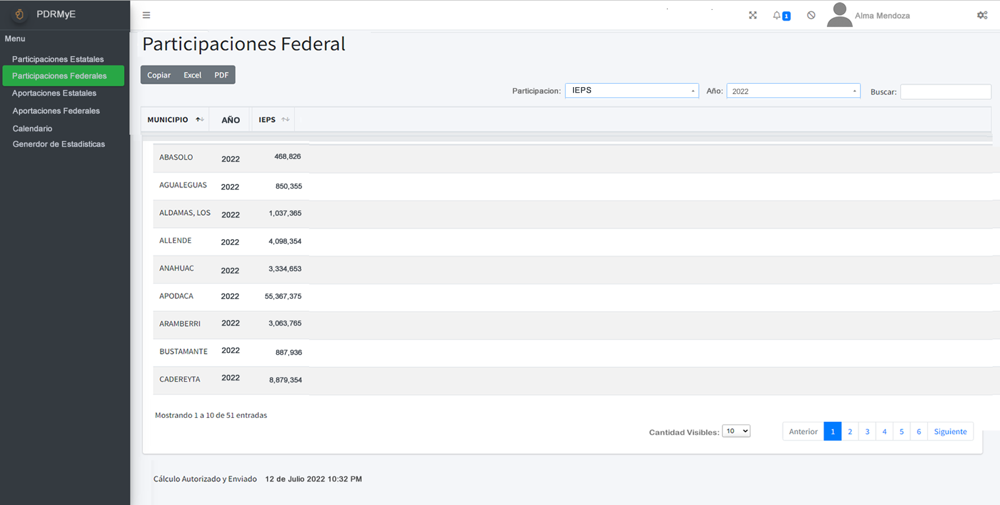 PDRMyE
1
Alma Mendoza
Menu
Participaciones Estatales
Participaciones Federales
Aportaciones Estatales
Aportaciones Federales
Calendario
Generdor de Estadisticas
Participaciones Federal
Copiar Excel PDF
Participacion: IEPS Año: 2022 Buscar:
MUNICIPIO AÑO IEPS
ABASOLO 2022 468,826
AGUALEGUAS 2022 850,355
ALDAMAS, LOS 2022 1,037,365
ALLENDE 2022 4,098,354
ANAHUAC 2022 3,334,653
APODACA 2022 55,367,375
ARAMBERRI 2022 3,063,765
BUSTAMANTE 2022 887,936
CADEREYTA 2022 8,879,354
Mostrando 1 a 10 de 51 entradas
Cantidad Visibles: 10 Anterior 1 2 3 4 5 6 Siguiente
Cálculo Autorizado y Enviado 12 de Julio 2022 10:32 PM